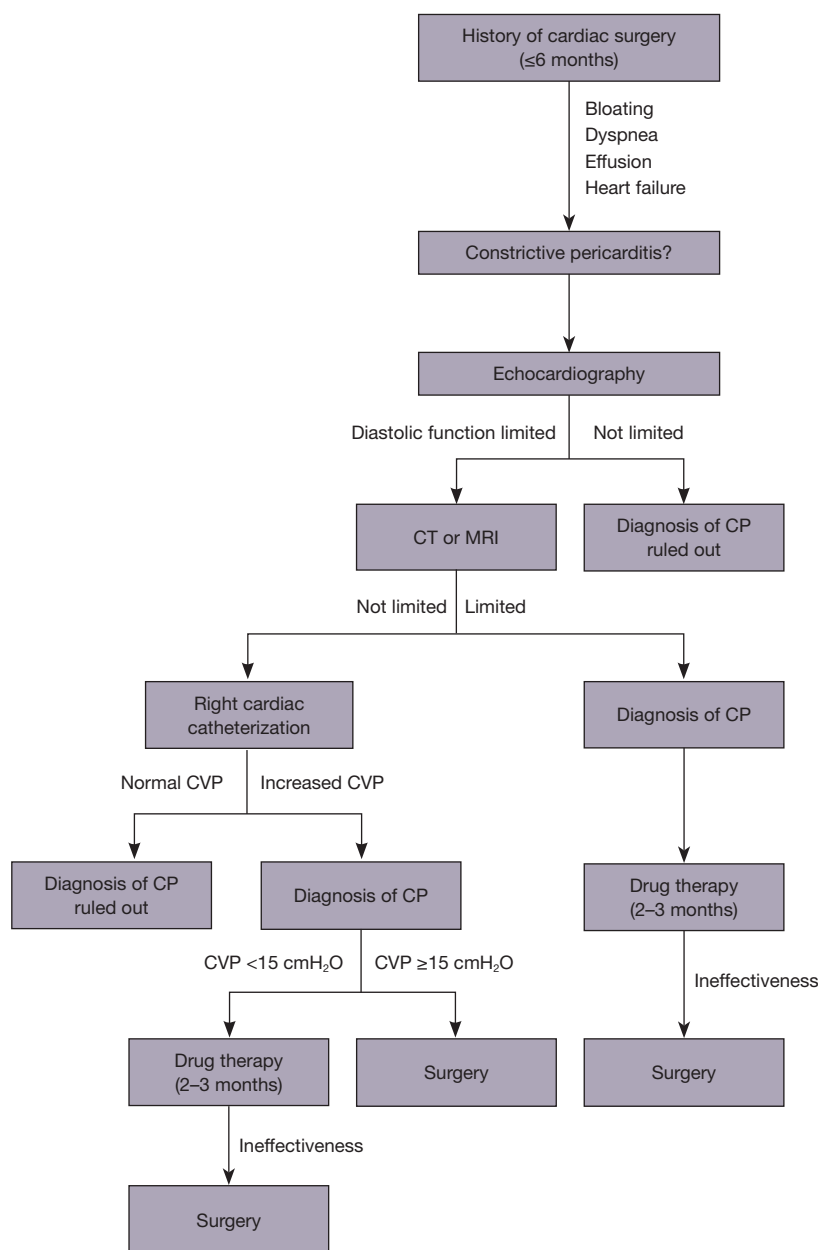 History of cardiac surgery
(≤6 months)
Bloating
Dyspnea
Effusion
Heart failure
Constrictive pericarditis?
Echocardiography
Diastolic function limited
Not limited
CT or MRI
Diagnosis of CP
ruled out
Not limited
Limited
Right cardiac
catheterization
Diagnosis of CP
Normal CVP
Increased CVP
Diagnosis of CP
ruled out
Diagnosis of CP
Drug therapy
(2–3 months)
CVP <15 cmH₂O
CVP ≥15 cmH₂O
Ineffectiveness
Drug therapy
(2–3 months)
Surgery
Surgery
Ineffectiveness
Surgery